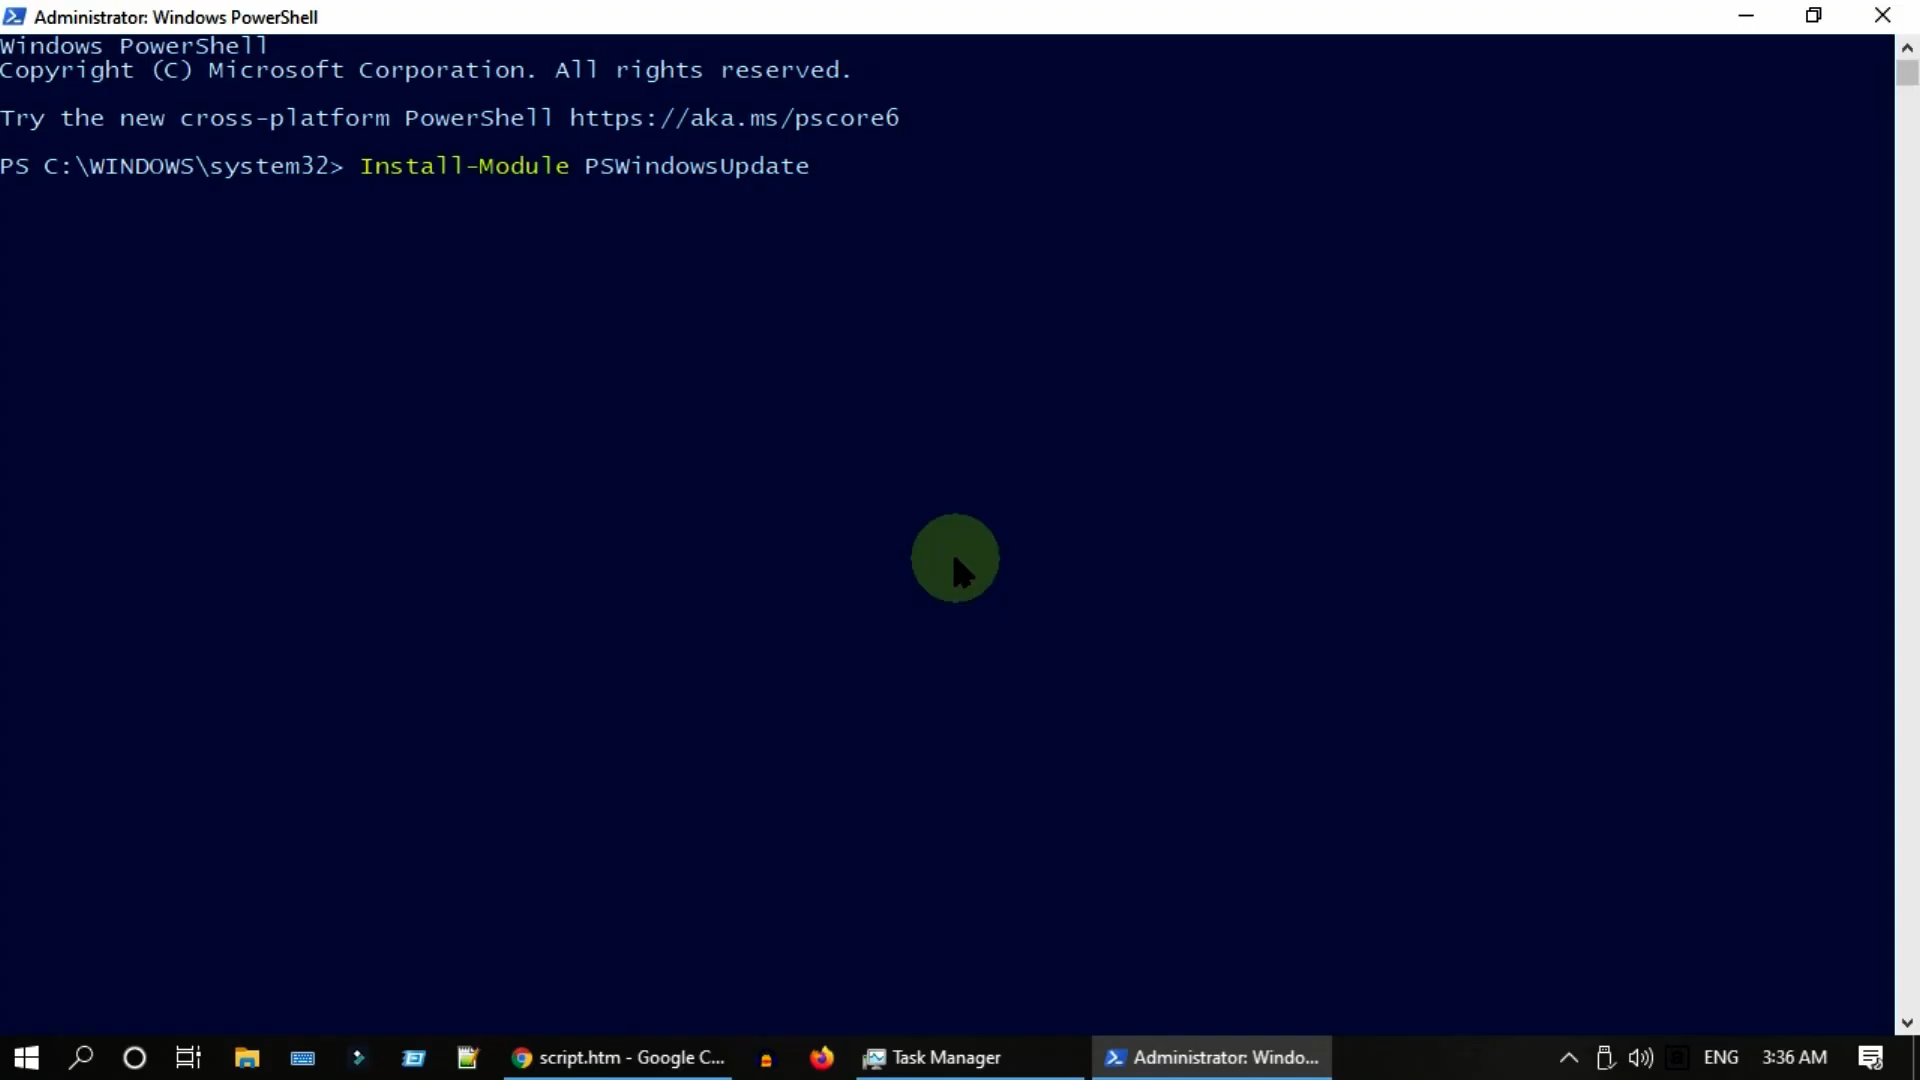 Administrator: Windows PowerShell
Windows PowerShell
Copyright (C) Microsoft Corporation. All rights reserved.
Try the new cross-platform PowerShell https://aka.ms/pscore6
PS C:\WINDOWS\system32> Install-Module PSWindowsUpdate
script.htm - Google C...
Task Manager
Administrator: Windo...
ENG
3:36 AM